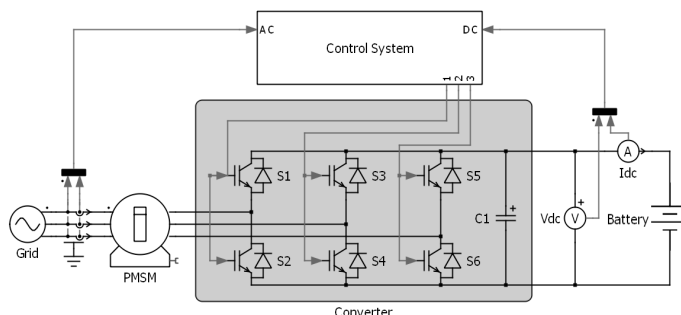 AC
DC
Control System
1
2
3
S1
S3
S5
C1
+
+
Vdc
V
A
Idc
Battery
Grid
PMSM
C
S2
S4
S6
Converter